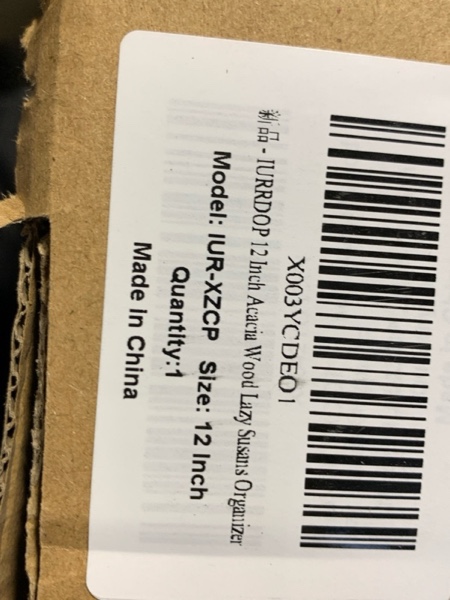 X003YCDEO1
新品 - IURRDOP 12 Inch Acacia Wood Lazy Susans Organizer
Model: IUR-XZCP Size: 12 Inch
Quantity:1
Made in China